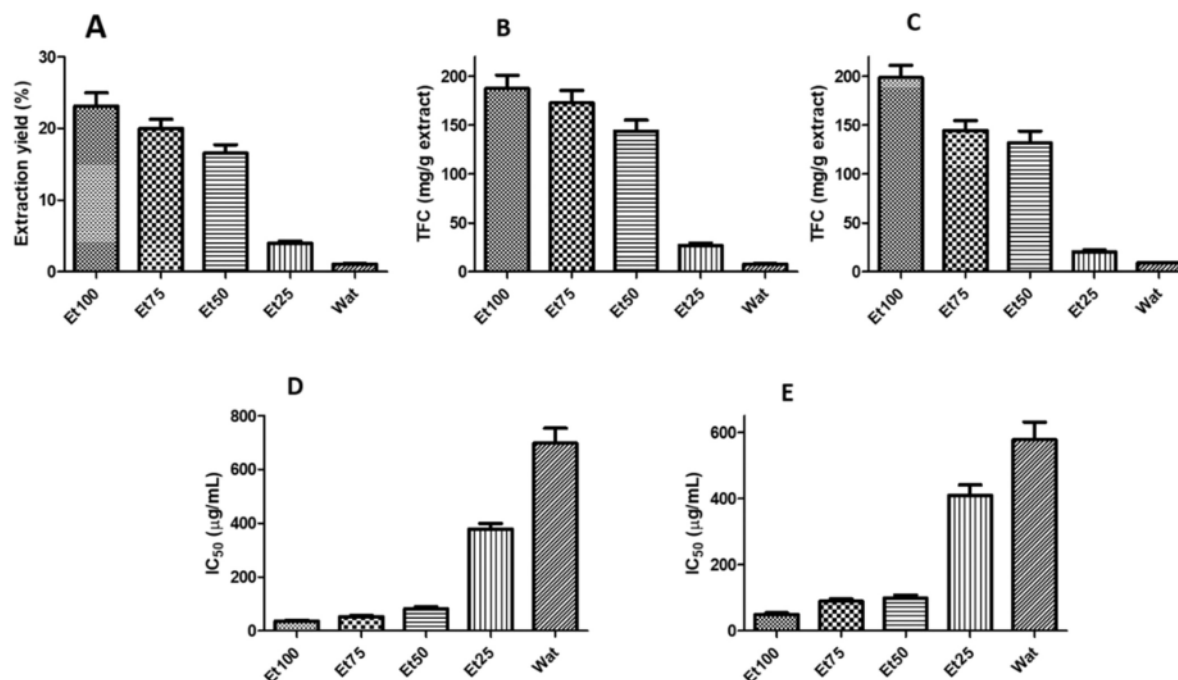 A
Extraction yield (%)
30
20
10
0
Et100
Et75
Et50
Et25
Wat
B
TFC (mg/g extract)
200
150
100
50
0
Et100
Et75
Et50
Et25
Wat
C
TFC (mg/g extract)
200
150
100
50
0
Et100
Et75
Et50
Et25
Wat
D
IC50 (µg/mL)
800
600
400
200
0
Et100
Et75
Et50
Et25
Wat
E
IC50 (µg/mL)
600
400
200
0
Et100
Et75
Et50
Et25
Wat